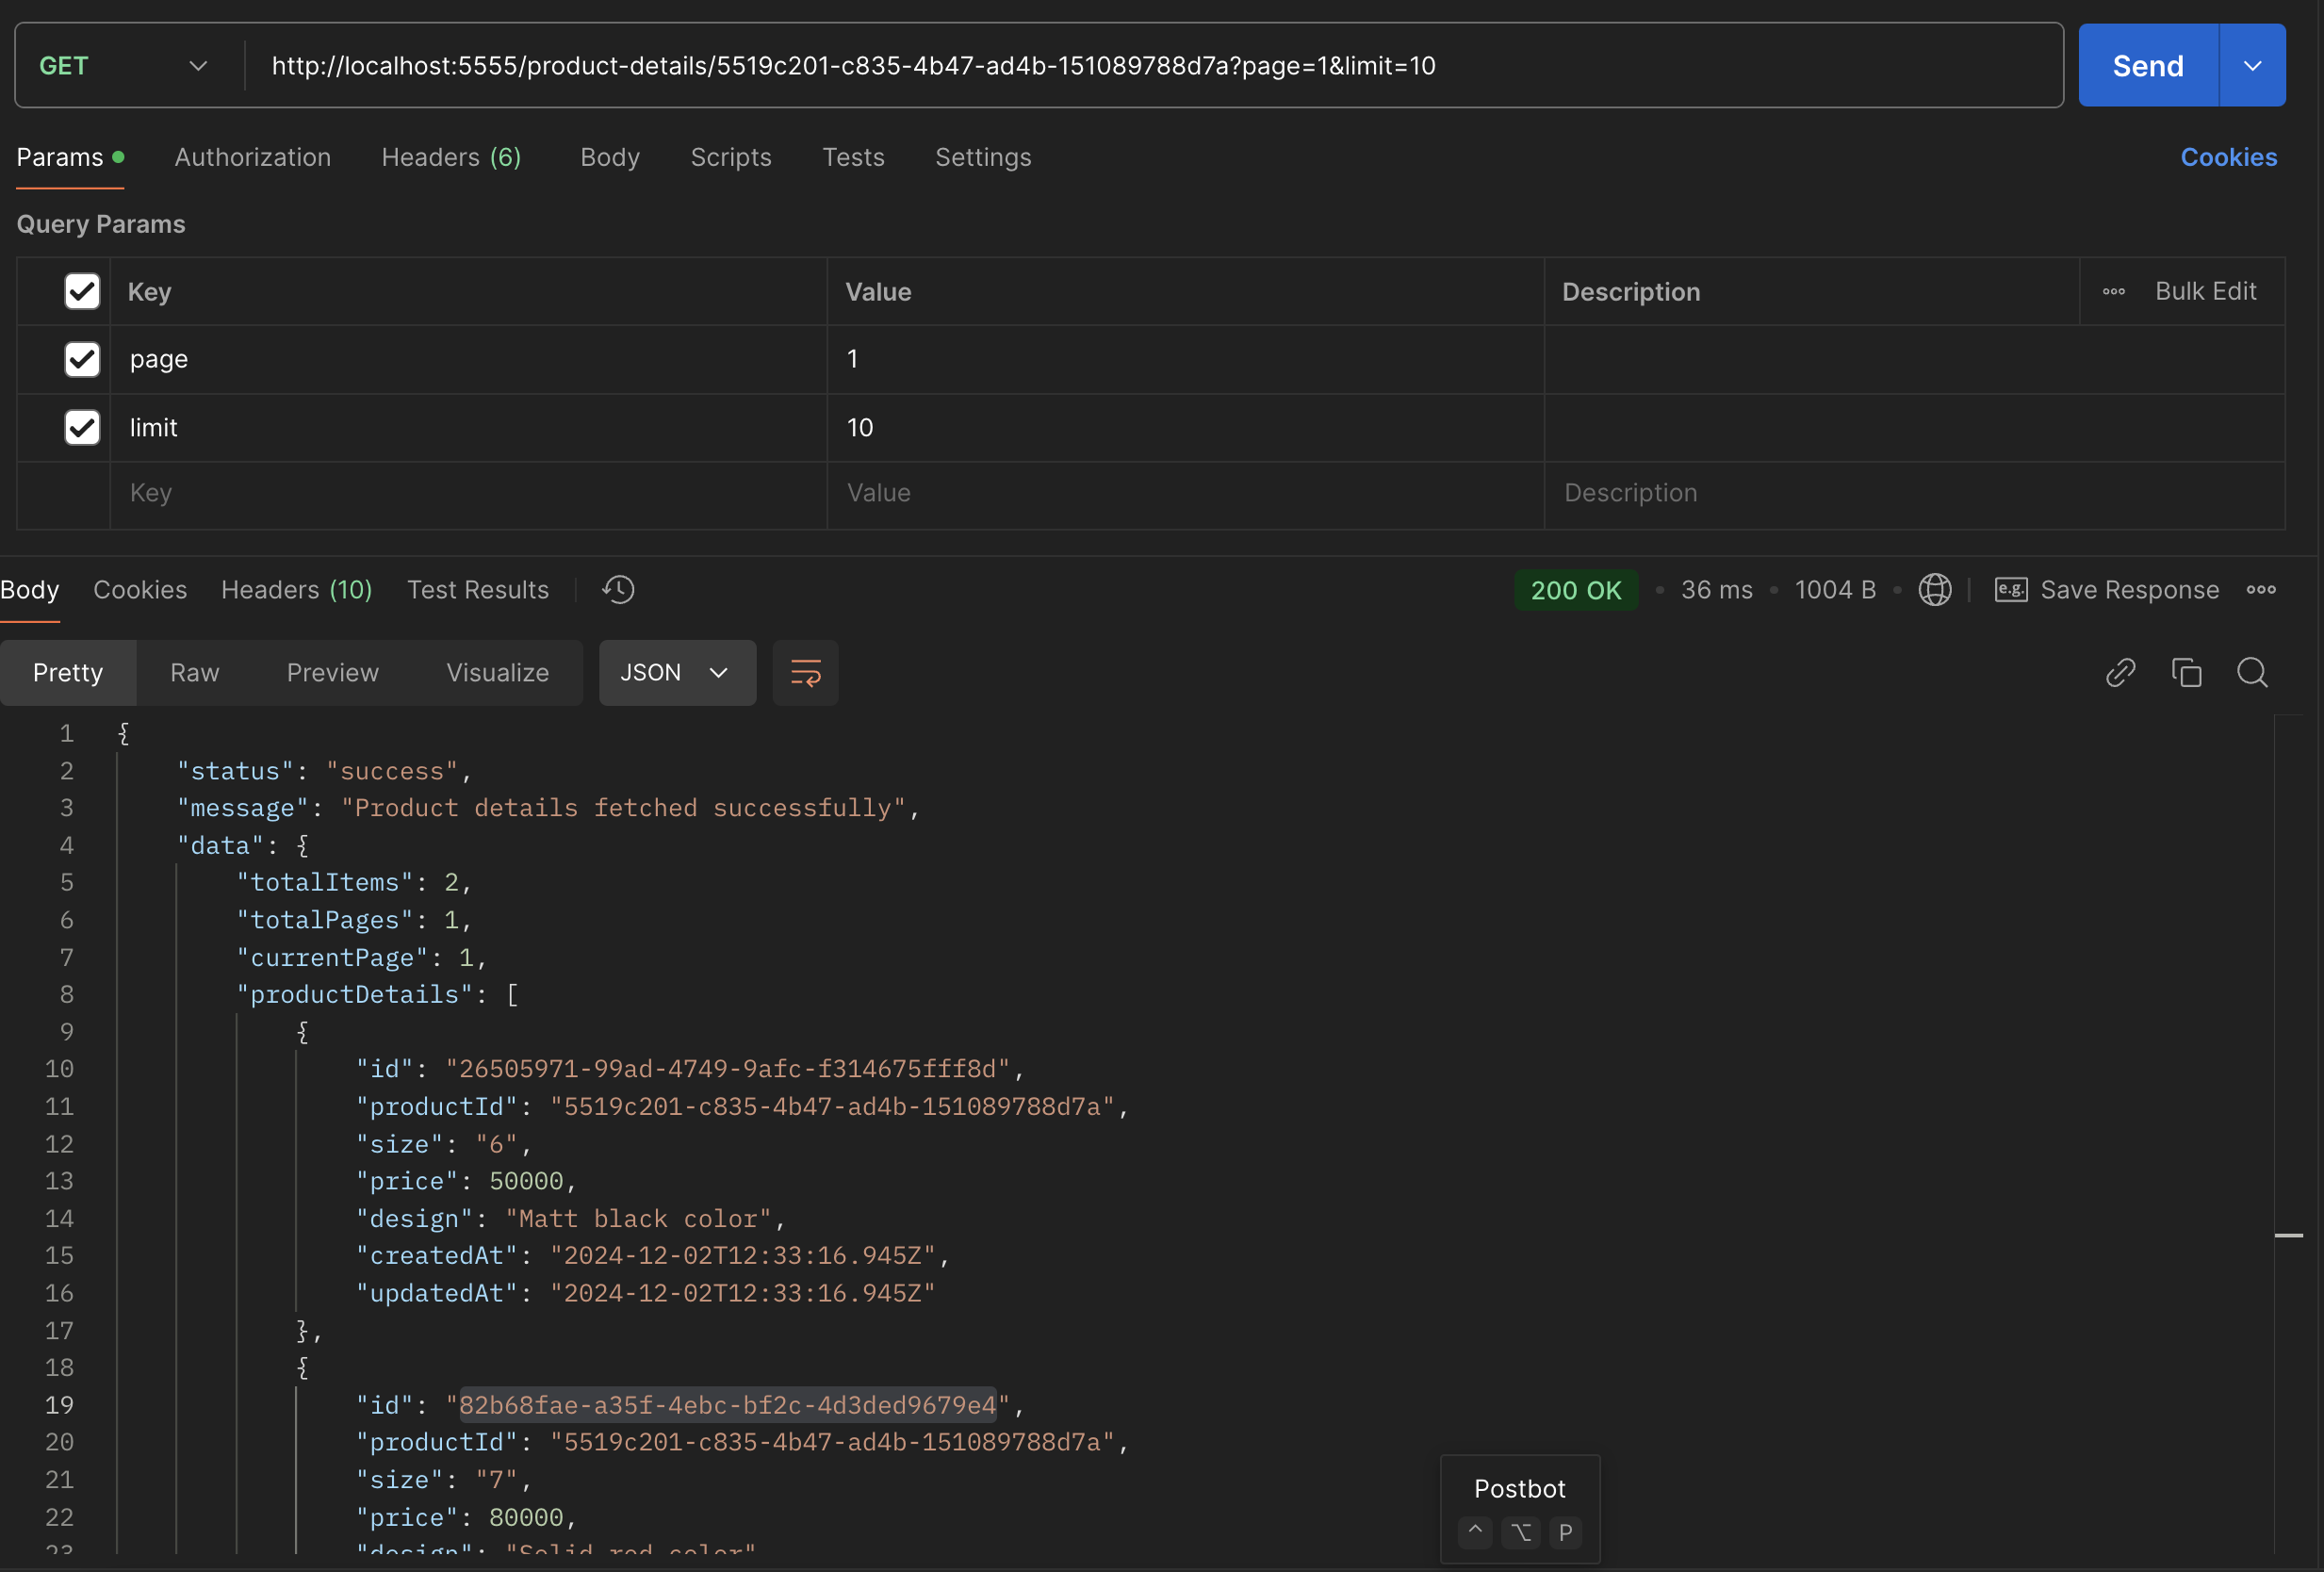 GET http://localhost:5555/product-details/5519c201-c835-4b47-ad4b-151089788d7a?page=1&limit=10 Send
Params Authorization Headers (6) Body Scripts Tests Settings Cookies
Query Params
Key Value Description Bulk Edit
page 1
limit 10
Key Value Description
Body Cookies Headers (10) Test Results 200 OK 36 ms 1004 B e.g. Save Response
Pretty Raw Preview Visualize JSON
1 {
2 "status": "success",
3 "message": "Product details fetched successfully",
4 "data": {
5 "totalItems": 2,
6 "totalPages": 1,
7 "currentPage": 1,
8 "productDetails": [
9 {
10 "id": "26505971-99ad-4749-9afc-f314675fff8d",
11 "productId": "5519c201-c835-4b47-ad4b-151089788d7a",
12 "size": "6",
13 "price": 50000,
14 "design": "Matt black color",
15 "createdAt": "2024-12-02T12:33:16.945Z",
16 "updatedAt": "2024-12-02T12:33:16.945Z"
17 },
18 {
19 "id": "82b68fae-a35f-4ebc-bf2c-4d3ded9679e4",
20 "productId": "5519c201-c835-4b47-ad4b-151089788d7a",
21 "size": "7",
22 "price": 80000,
23 "design": "Solid red color"
Postbot
^ ⌥ P